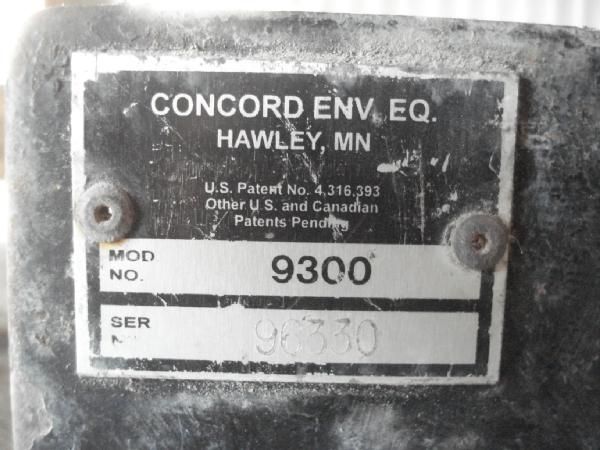 CONCORD ENV. EQ.
HAWLEY, MN
U.S. Patent No. 4,316,393
Other U.S. and Canadian
Patents Pending
MOD
NO.
9300
SER
96330